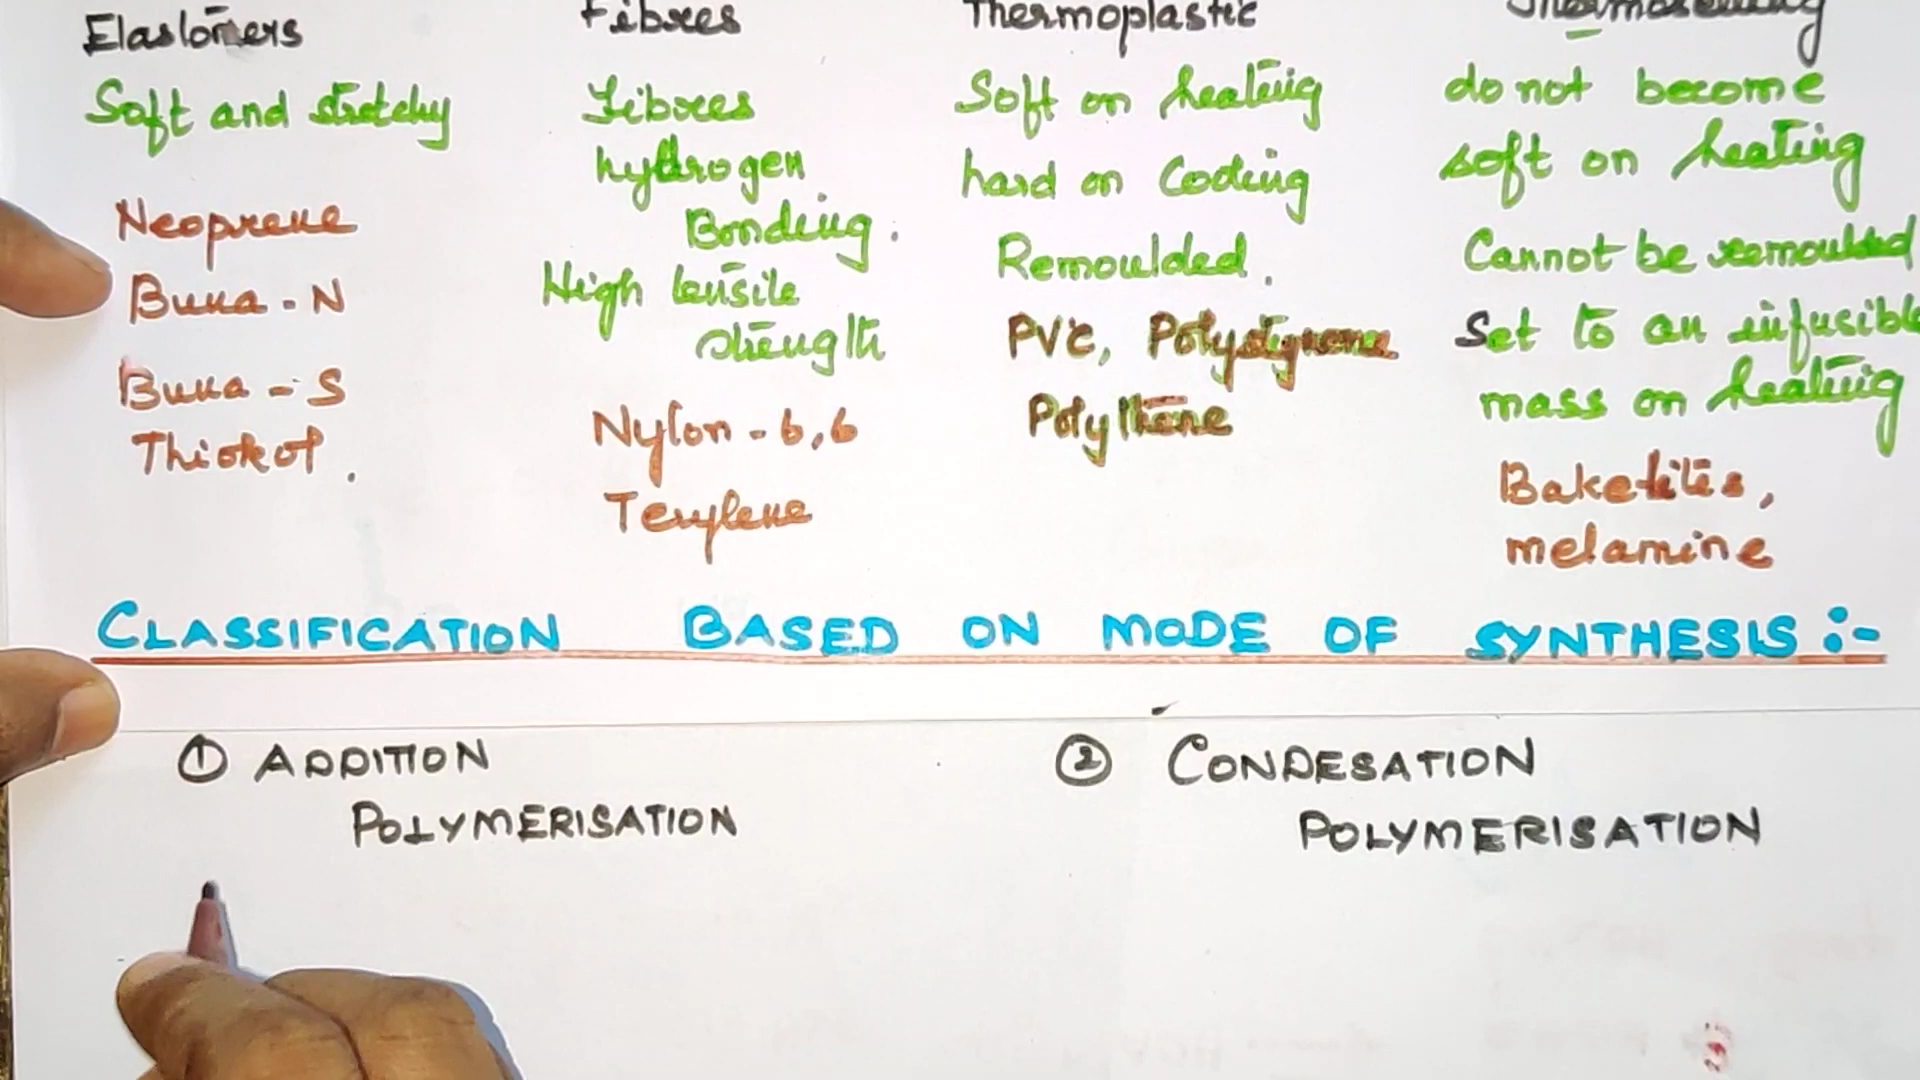 Elastomers
Soft and stretchy
Neoprene
Buna - N
Buna - S
Thiokol.
Fibres
Fibres
hydrogen
Bonding.
High tensile
strength
Nylon - 6,6
Terylene
Thermoplastic
Soft on heating
hard on Cooling
Remoulded.
PVC, Polystyrene
Polythene
Thermosetting
do not become
soft on heating
Cannot be remoulded
Set to an infusible
mass on heating
Baketites,
melamine
CLASSIFICATION BASED ON MODE OF SYNTHESIS :-
① ADDITION
POLYMERISATION
② CONDESATION
POLYMERISATION